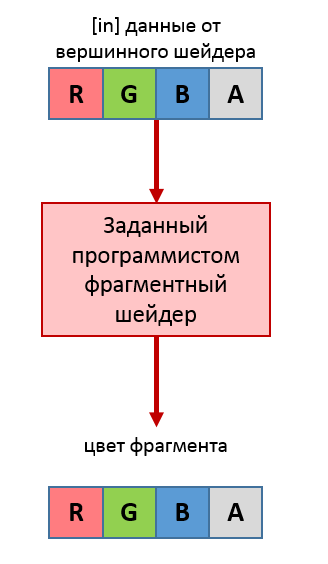 [in] данные от
вершинного шейдера
R G B A
Заданный
программистом
фрагментный
шейдер
цвет фрагмента
R G B A